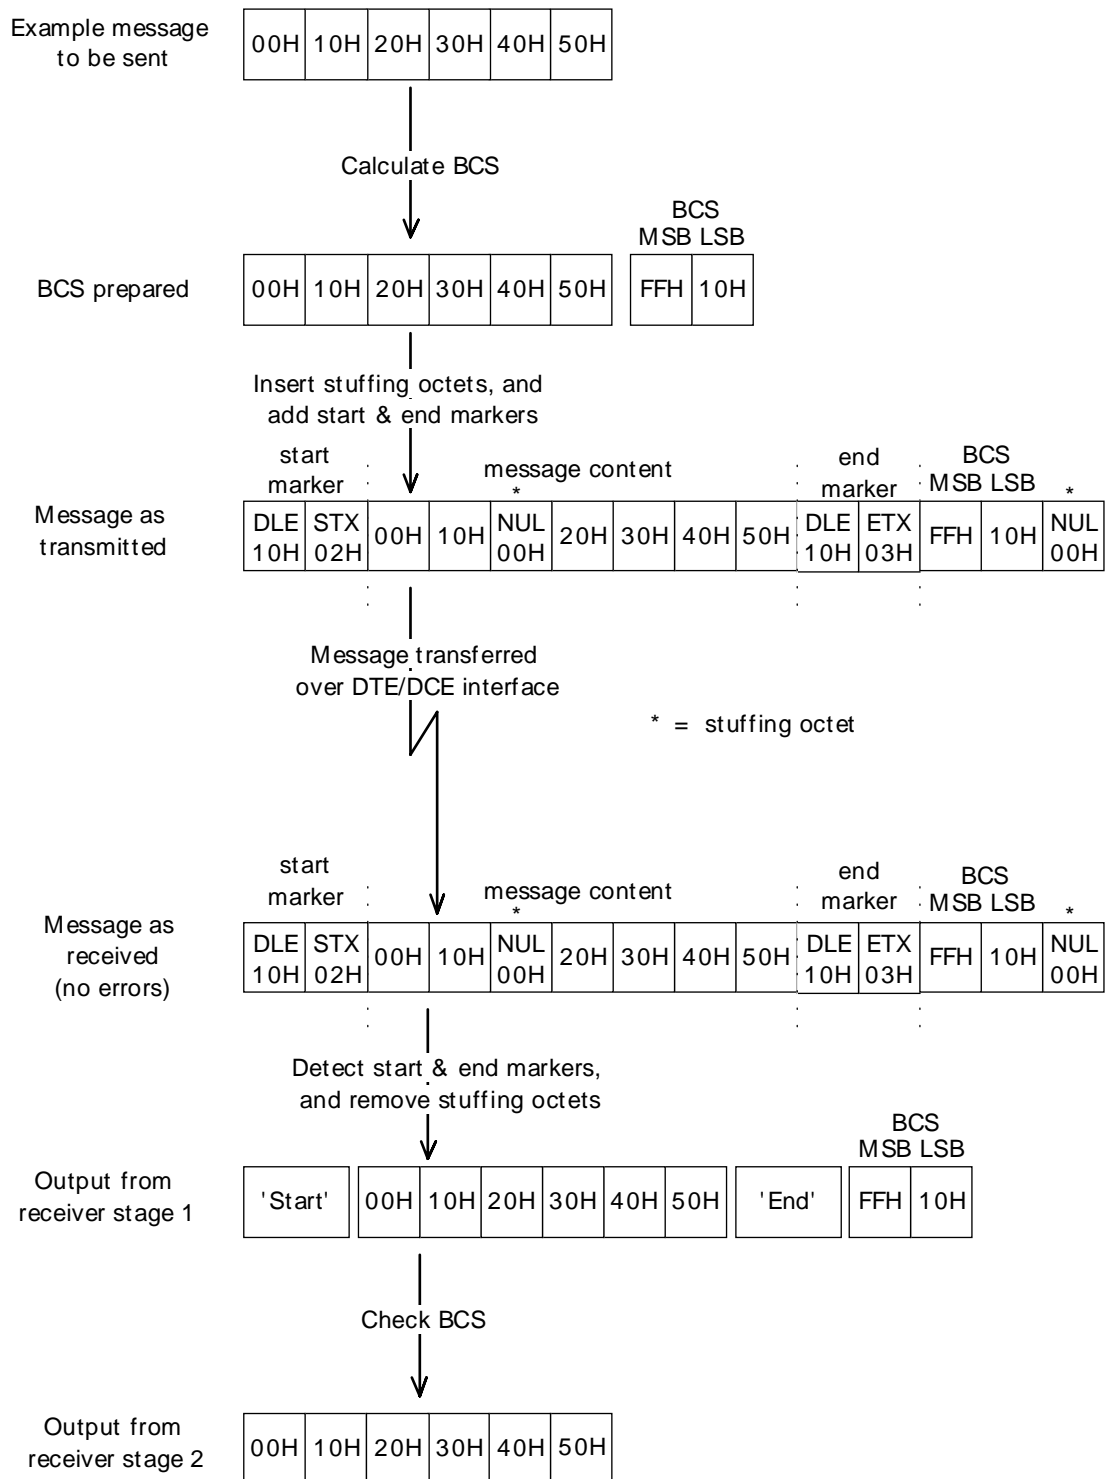 Example message
to be sent
00H 10H 20H 30H 40H 50H
Calculate BCS
BCS
MSB LSB
BCS prepared
00H 10H 20H 30H 40H 50H FFH 10H
Insert stuffing octets, and
add start & end markers
start
marker
message content
end
marker
BCS
MSB LSB
* *
Message as
transmitted
DLE STX 00H 10H NUL 20H 30H 40H 50H DLE ETX FFH 10H NUL
10H 02H 00H 10H 03H 00H
Message transferred
over DTE/DCE interface
* = stuffing octet
start
marker
message content
end
marker
BCS
MSB LSB
* *
Message as
received
(no errors)
DLE STX 00H 10H NUL 20H 30H 40H 50H DLE ETX FFH 10H NUL
10H 02H 00H 10H 03H 00H
Detect start & end markers,
and remove stuffing octets
BCS
MSB LSB
Output from
receiver stage 1
'Start' 00H 10H 20H 30H 40H 50H 'End' FFH 10H
Check BCS
Output from
receiver stage 2
00H 10H 20H 30H 40H 50H